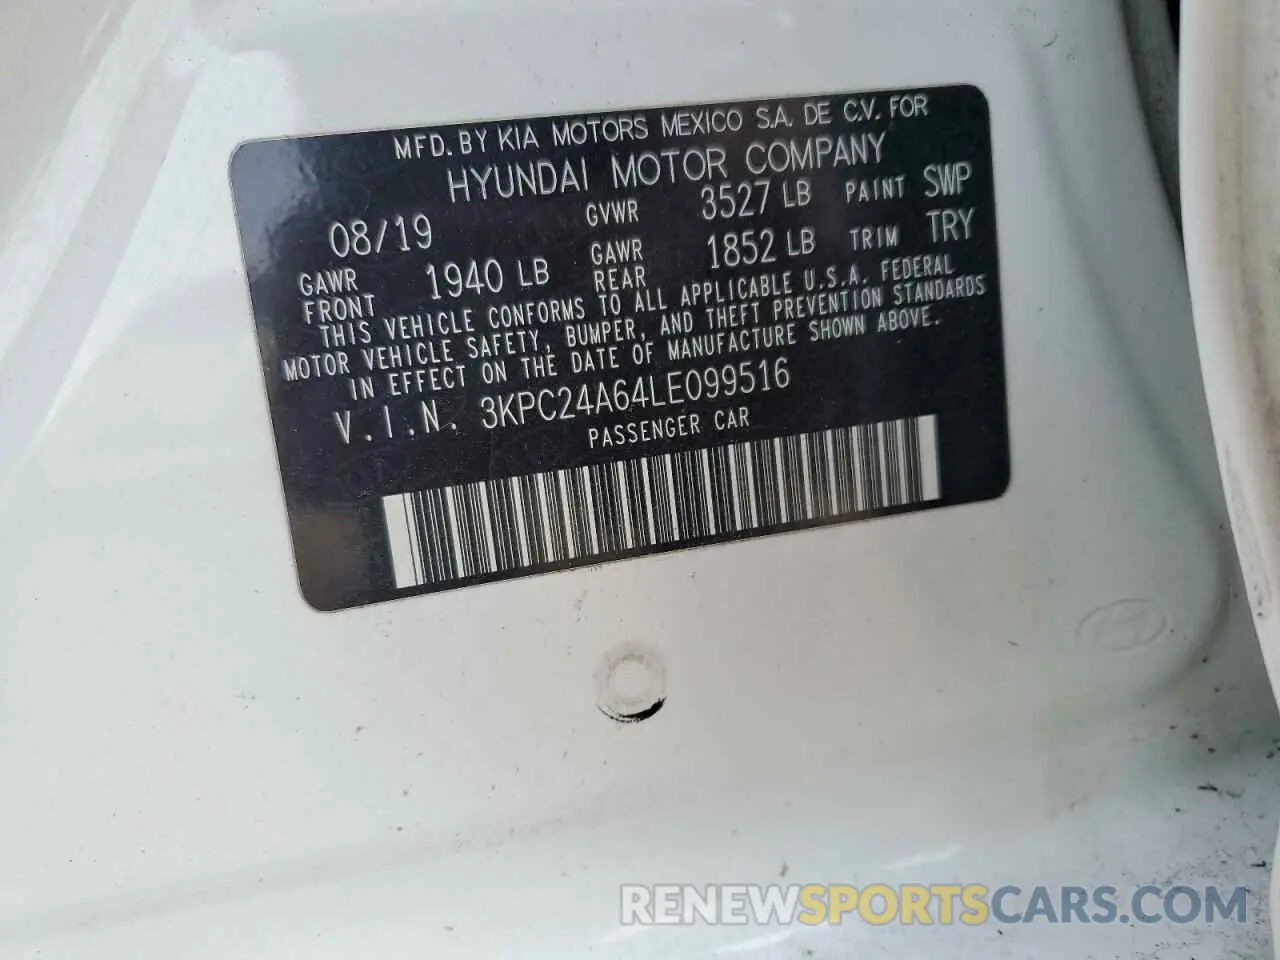 MFD. BY KIA MOTORS MEXICO S.A. DE C.V. FOR
HYUNDAI MOTOR COMPANY
08/19 GVWR 3527 LB PAINT SWP
GAWR FRONT 1940 LB GAWR REAR 1852 LB TRIM TRY
THIS VEHICLE CONFORMS TO ALL APPLICABLE U.S.A. FEDERAL
MOTOR VEHICLE SAFETY, BUMPER, AND THEFT PREVENTION STANDARDS
IN EFFECT ON THE DATE OF MANUFACTURE SHOWN ABOVE.
V.I.N. 3KPC24A64LE099516
PASSENGER CAR
RENEWSPORTSCARS.COM